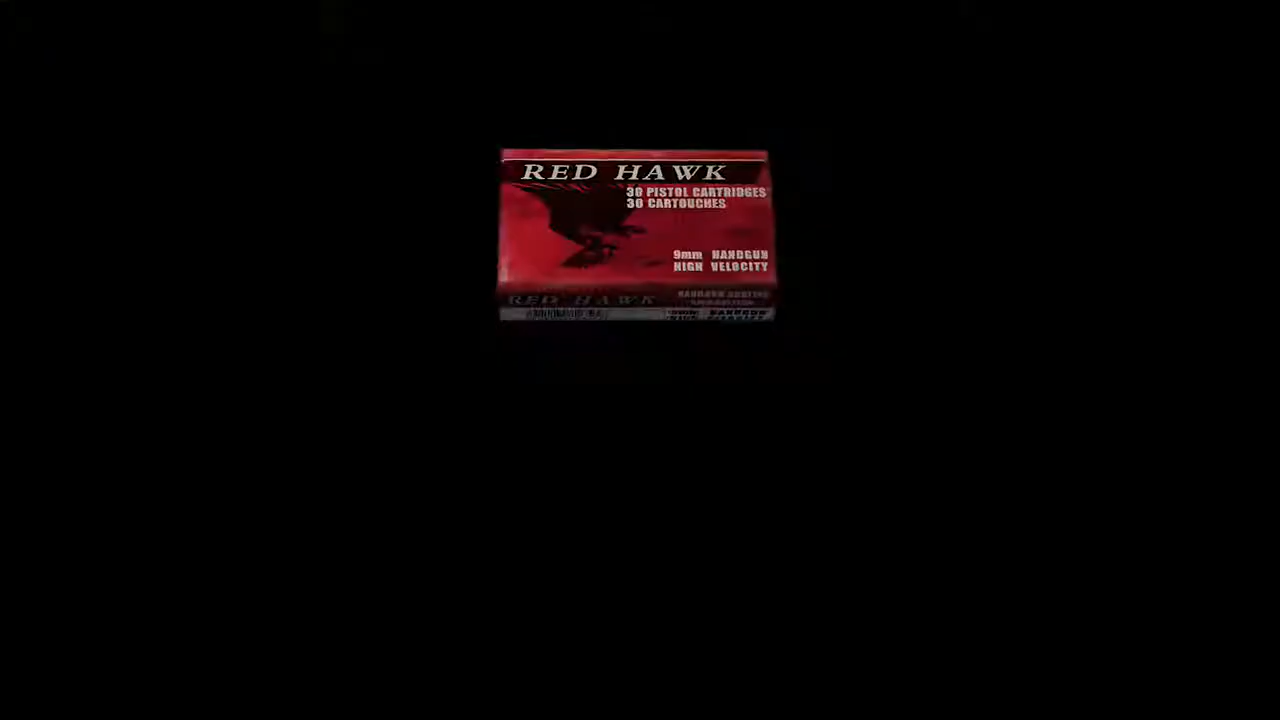 RED HAWK
30 PISTOL CARTRIDGES
30 CARTOUCHES
9mm HANDGUN
HIGH VELOCITY
RED HAWK